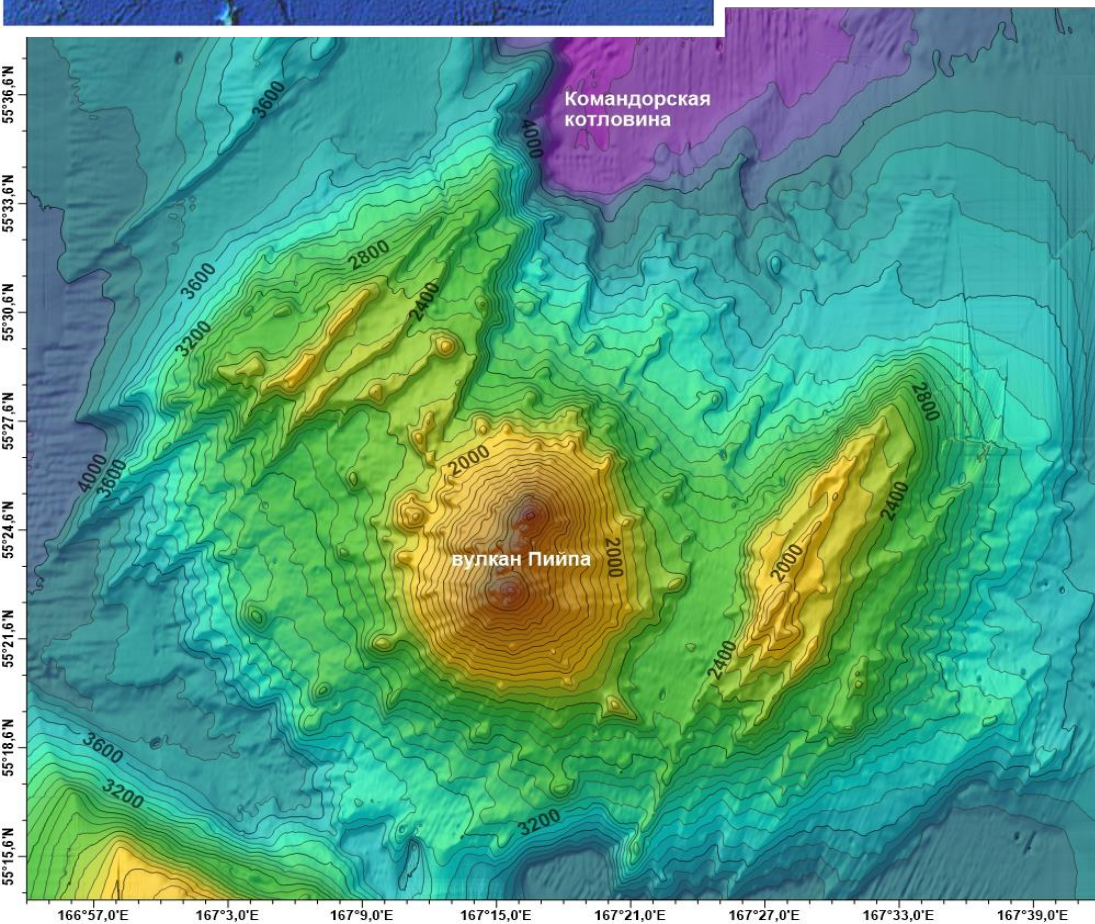 Командорская
котловина
3600
4000
2800
3600
2400
3200
2800
2000
2400
4000
3600
вулкан Пийпа
2000
2000
2400
3600
3200
3200
55°36,6'N
55°33,6'N
55°30,6'N
55°27,6'N
55°24,6'N
55°21,6'N
55°18,6'N
55°15,6'N
166°57,0'E
167°3,0'E
167°9,0'E
167°15,0'E
167°21,0'E
167°27,0'E
167°33,0'E
167°39,0'E